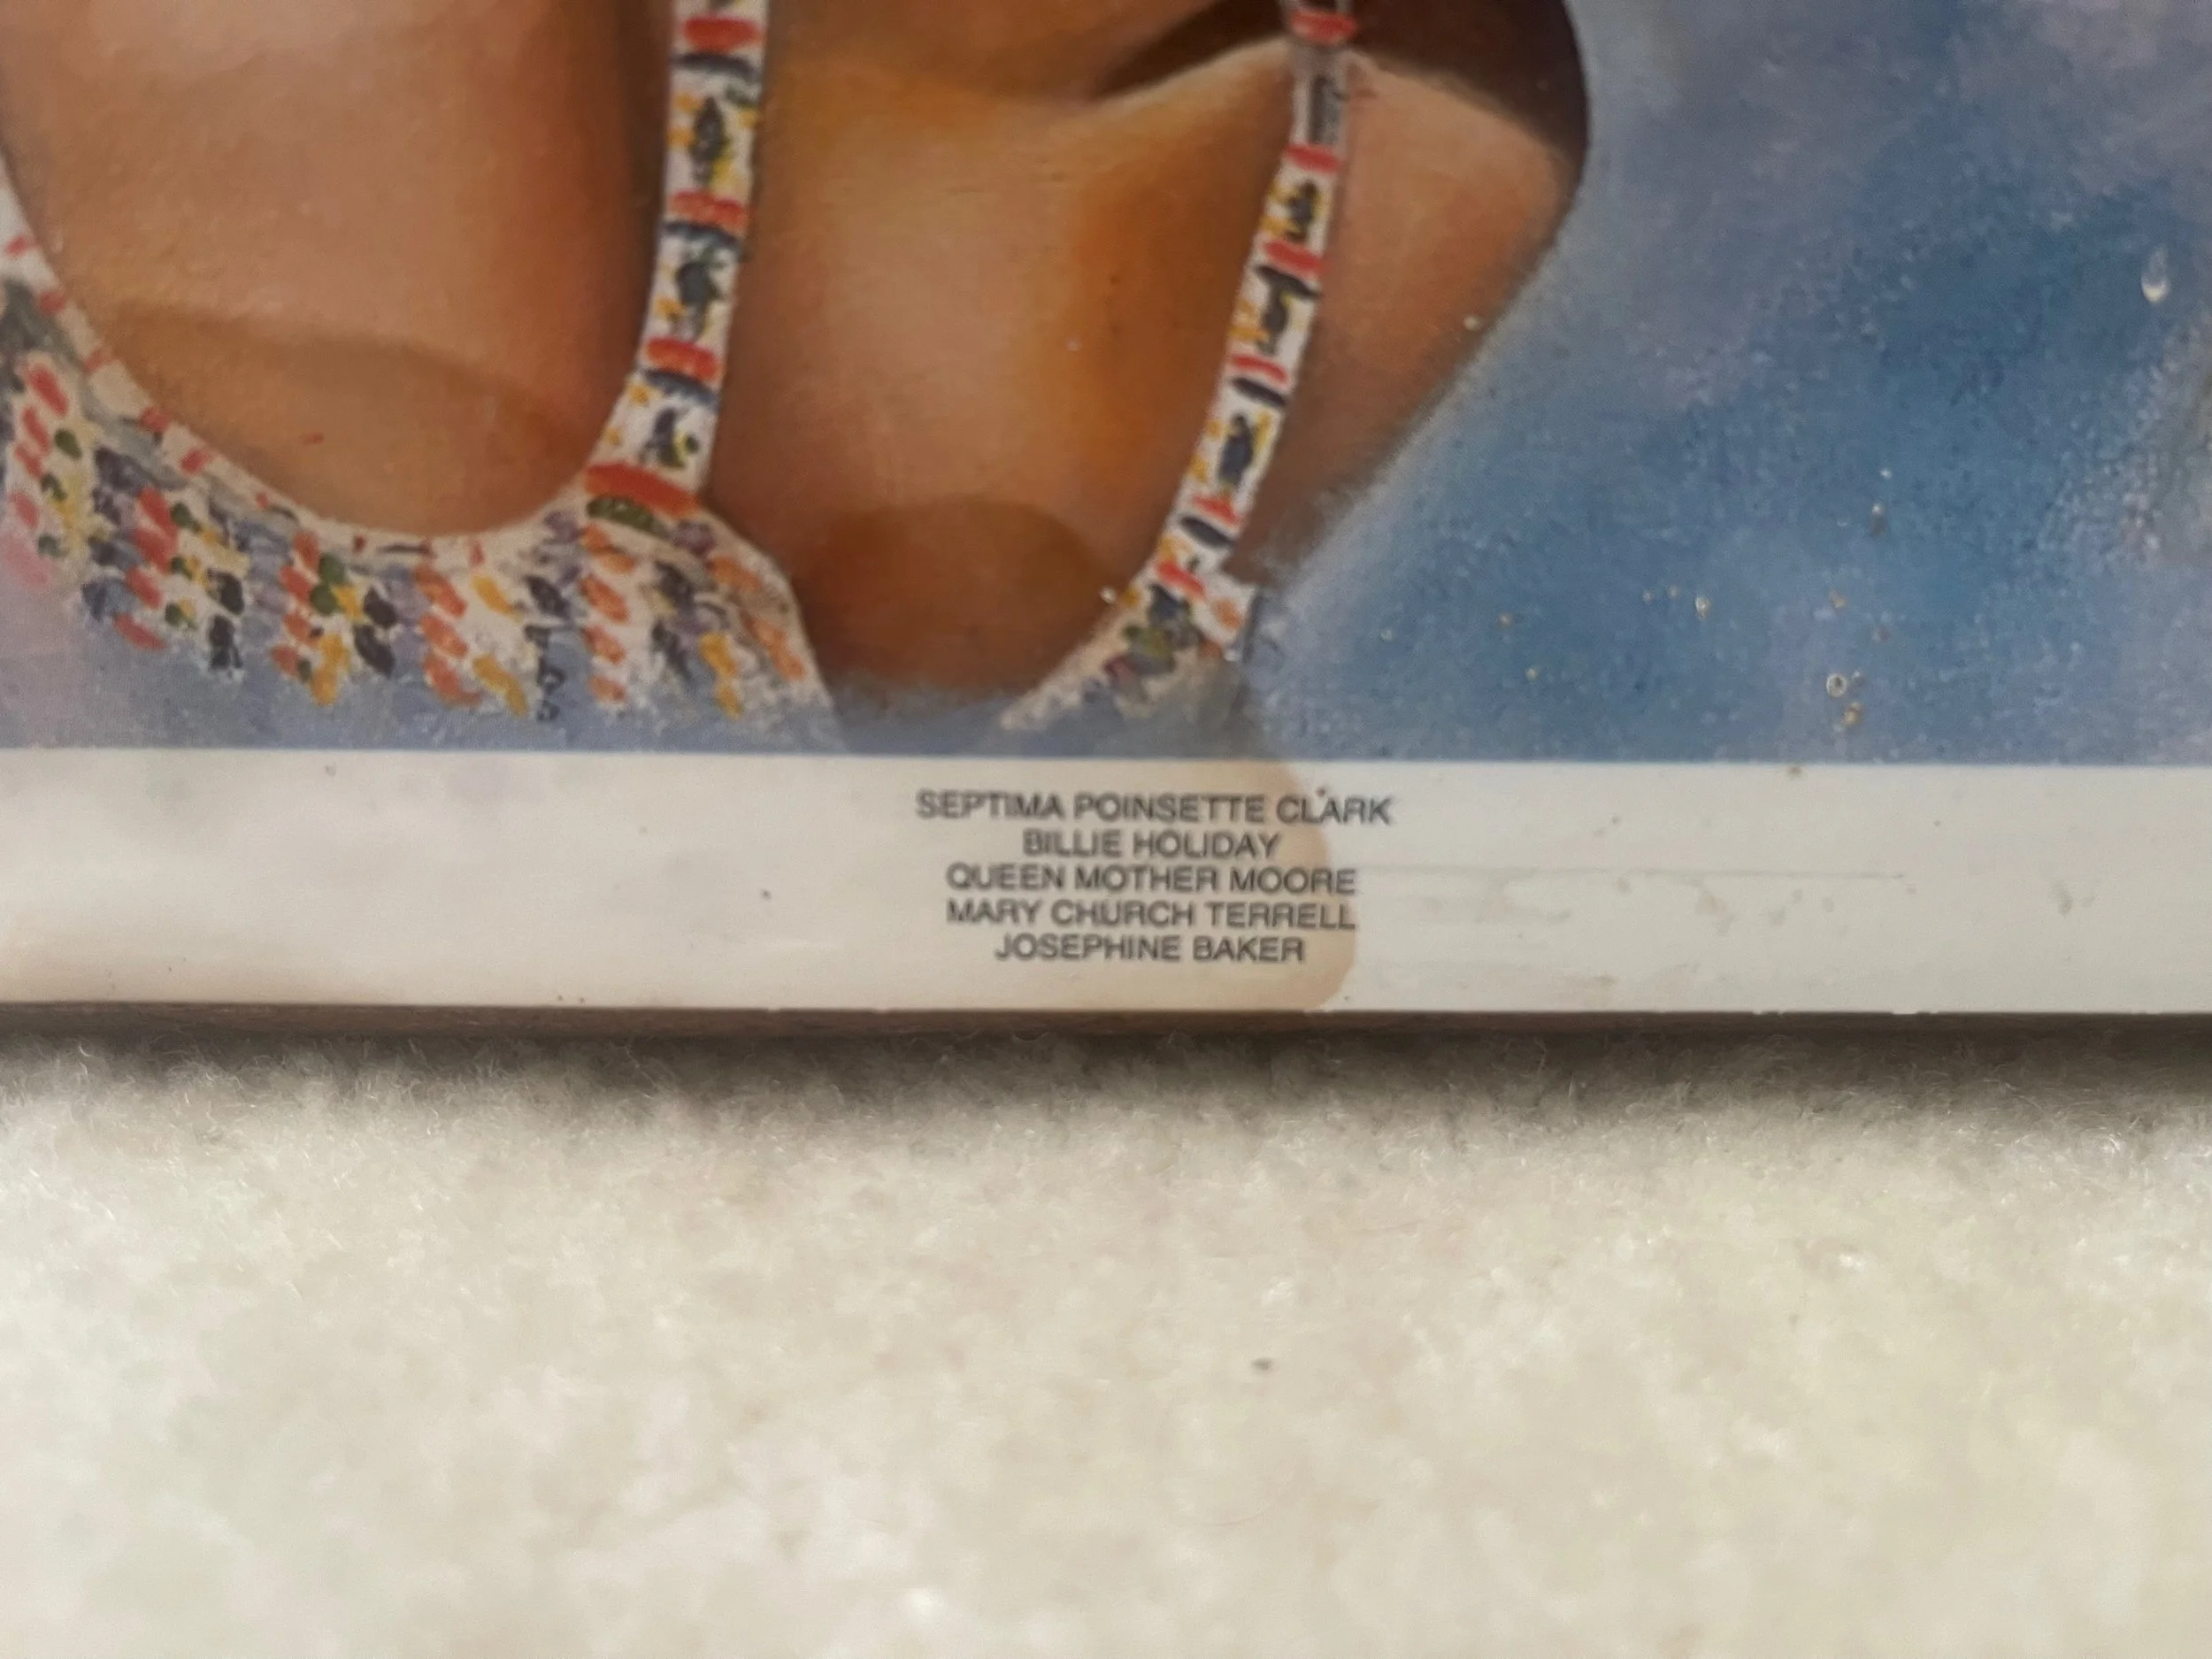 SEPTIMA POINSETTE CLARK
BILLIE HOLIDAY
QUEEN MOTHER MOORE
MARY CHURCH TERRELL
JOSEPHINE BAKER